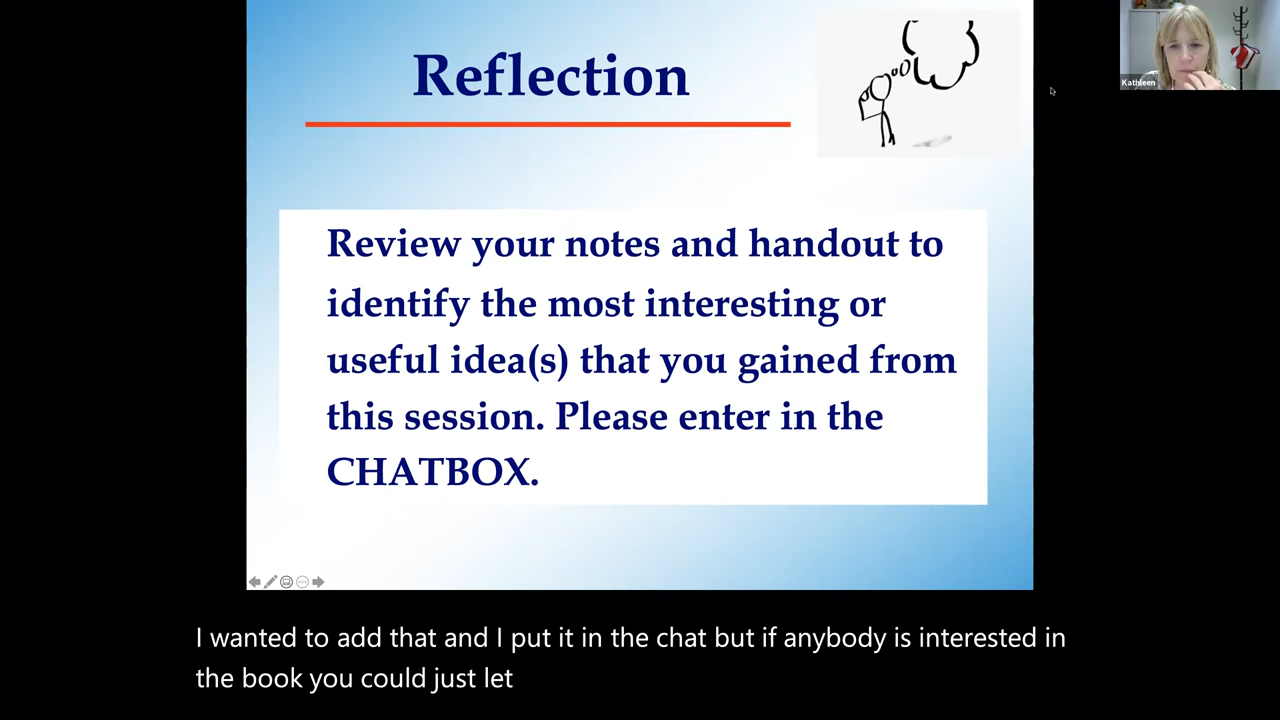 Reflection
Review your notes and handout to
identify the most interesting or
useful idea(s) that you gained from
this session. Please enter in the
CHATBOX.
Kathleen
I wanted to add that and I put it in the chat but if anybody is interested in
the book you could just let